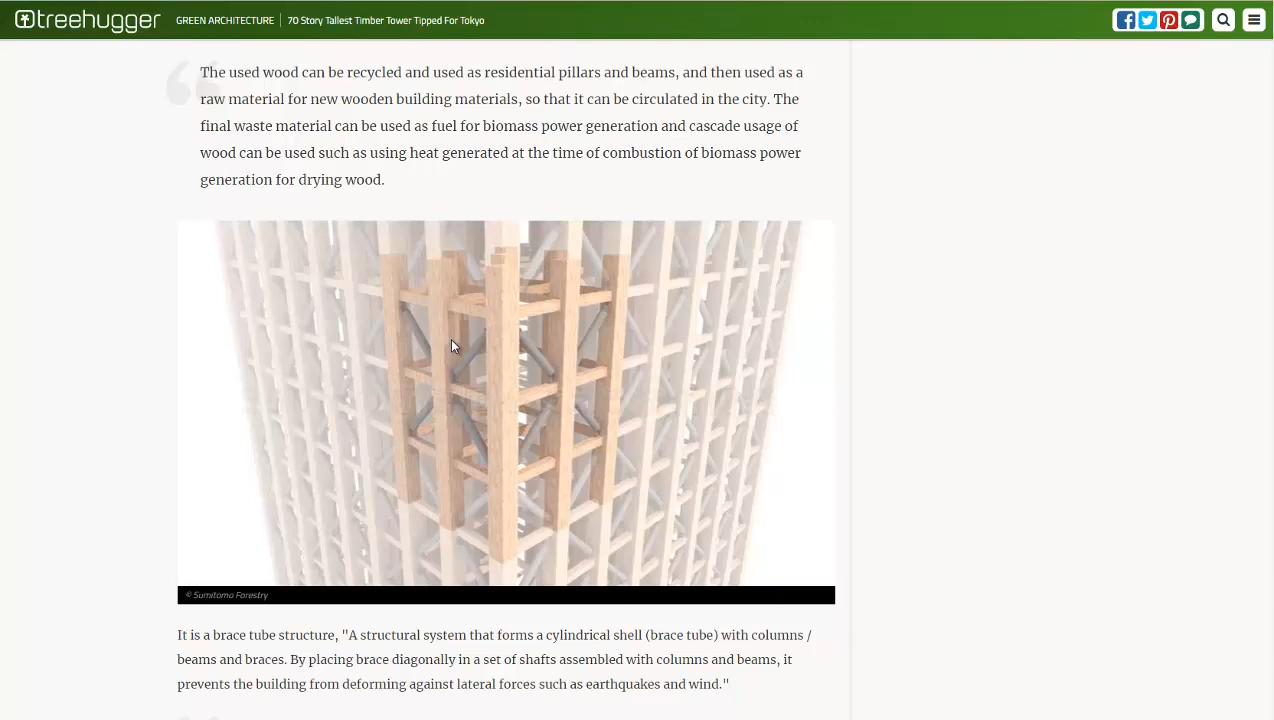 treehugger
GREEN ARCHITECTURE
70 Story Tallest Timber Tower Tipped For Tokyo
The used wood can be recycled and used as residential pillars and beams, and then used as a
raw material for new wooden building materials, so that it can be circulated in the city. The
final waste material can be used as fuel for biomass power generation and cascade usage of
wood can be used such as using heat generated at the time of combustion of biomass power
generation for drying wood.
© Sumitomo Forestry
It is a brace tube structure, "A structural system that forms a cylindrical shell (brace tube) with columns /
beams and braces. By placing brace diagonally in a set of shafts assembled with columns and beams, it
prevents the building from deforming against lateral forces such as earthquakes and wind."